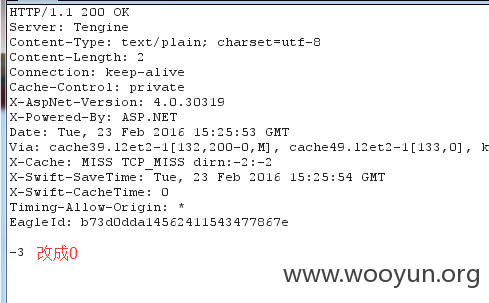 HTTP/1.1 200 OK
Server: Tengine
Content-Type: text/plain; charset=utf-8
Content-Length: 2
Connection: keep-alive
Cache-Control: private
X-AspNet-Version: 4.0.30319
X-Powered-By: ASP.NET
Date: Tue, 23 Feb 2016 15:25:53 GMT
Via: cache39.l2et2-1[132,200-0,M], cache49.l2et2-1[133,0], k
X-Cache: MISS TCP_MISS dirn:-2:-2
X-Swift-SaveTime: Tue, 23 Feb 2016 15:25:54 GMT
X-Swift-CacheTime: 0
Timing-Allow-Origin: *
EagleId: b73d0dda14562411543477867e
-3 改成0
www.wooyun.org